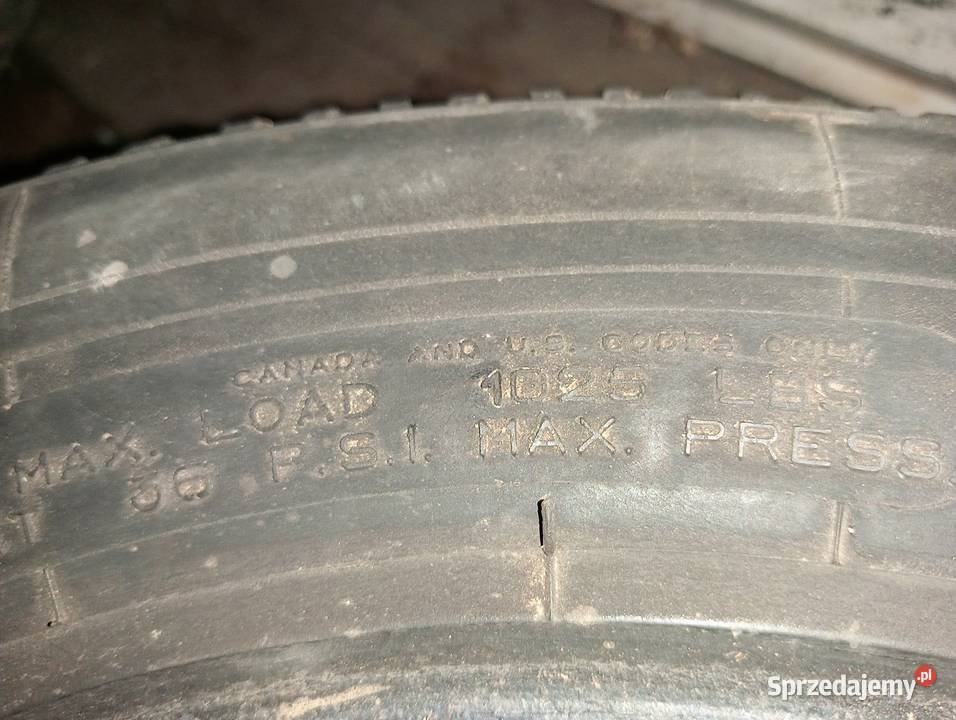 CANADA AND U.S. CODES ONLY
MAX. LOAD 1025 LBS
36 P.S.I. MAX. PRESS.
Sprzedajemy.pl